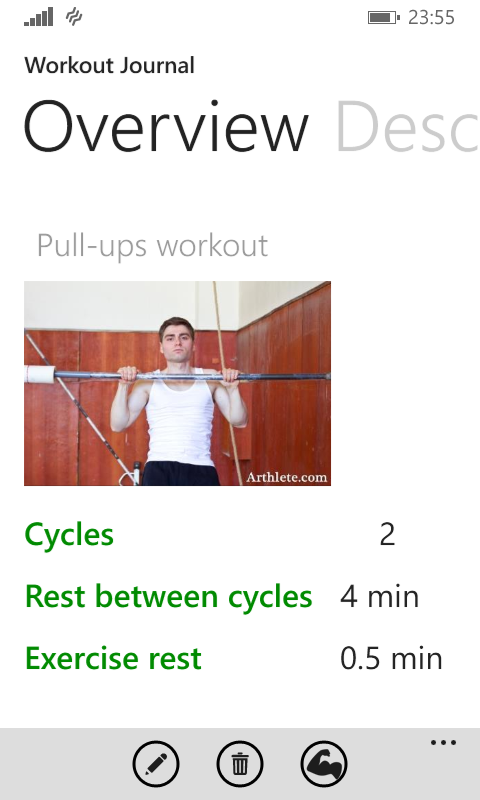 23:55
Workout Journal
Overview Desc
Pull-ups workout
Arthlete.com
Cycles 2
Rest between cycles 4 min
Exercise rest 0.5 min